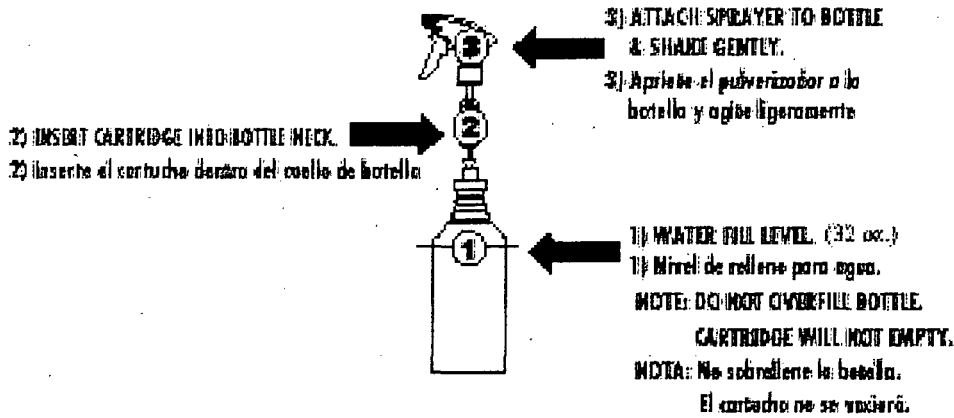 3) ATTACH SPRAYER TO BOTTLE
& SHAKE GENTLY.
3) Apriete el pulverizador a la
botella y agite ligeramente
3
2) INSERT CARTRIDGE INTO BOTTLE NECK.
2) Inserte el cartucho dentro del cuello de botella
2
1
1) WATER FILL LEVEL. (32 oz.)
1) Nivel de rellene para agua.
NOTE: DO NOT OVERFILL BOTTLE.
CARTRIDGE WILL NOT EMPTY.
NOTA: No sobrellene la botella.
El cartucho no se vaciará.